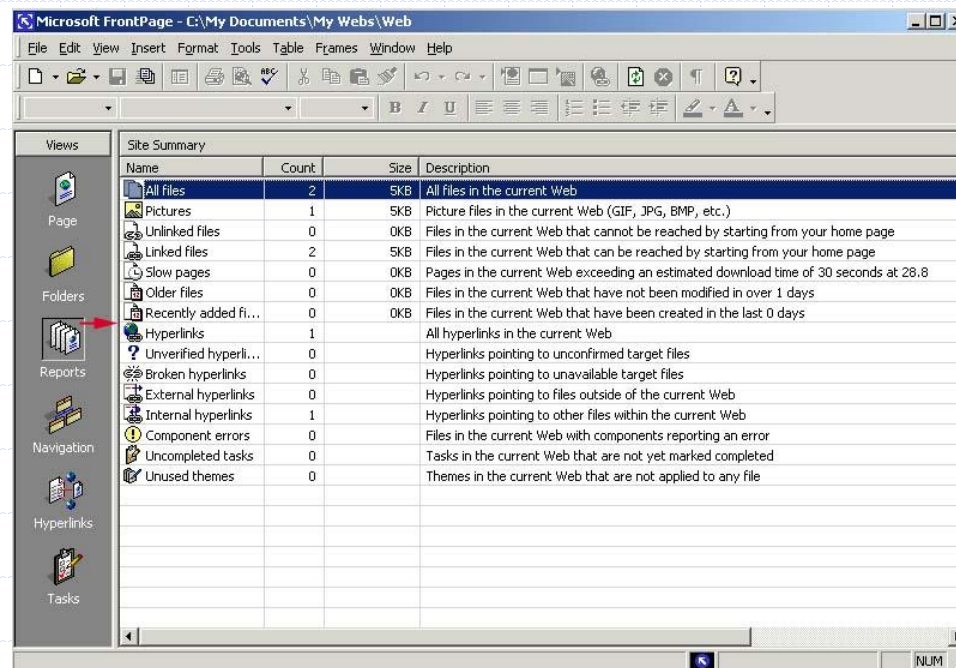 Microsoft FrontPage - C:\My Documents\My Webs\Web
File Edit View Insert Format Tools Table Frames Window Help
ABC
B I U A
Views Site Summary
Name Count Size Description
All files 2 5KB All files in the current Web
Pictures 1 5KB Picture files in the current Web (GIF, JPG, BMP, etc.)
Unlinked files 0 0KB Files in the current Web that cannot be reached by starting from your home page
Linked files 2 5KB Files in the current Web that can be reached by starting from your home page
Slow pages 0 0KB Pages in the current Web exceeding an estimated download time of 30 seconds at 28.8
Older files 0 0KB Files in the current Web that have not been modified in over 1 days
Recently added fi... 0 0KB Files in the current Web that have been created in the last 0 days
Hyperlinks 1 All hyperlinks in the current Web
Unverified hyperli... 0 Hyperlinks pointing to unconfirmed target files
Broken hyperlinks 0 Hyperlinks pointing to unavailable target files
External hyperlinks 0 Hyperlinks pointing to files outside of the current Web
Internal hyperlinks 1 Hyperlinks pointing to other files within the current Web
Component errors 0 Files in the current Web with components reporting an error
Uncompleted tasks 0 Tasks in the current Web that are not yet marked completed
Unused themes 0 Themes in the current Web that are not applied to any file
Page
Folders
Reports
Navigation
Hyperlinks
Tasks
NUM